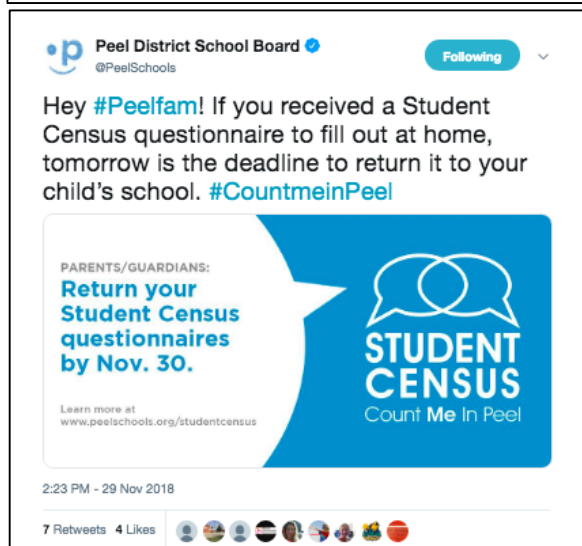 Peel District School Board
@PeelSchools
Following
Hey #Peelfam! If you received a Student
Census questionnaire to fill out at home,
tomorrow is the deadline to return it to your
child's school. #CountmeinPeel
PARENTS/GUARDIANS:
Return your
Student Census
questionnaires
by Nov. 30.
Learn more at
www.peelschools.org/studentcensus
STUDENT
CENSUS
Count Me In Peel
2:23 PM - 29 Nov 2018
7 Retweets 4 Likes